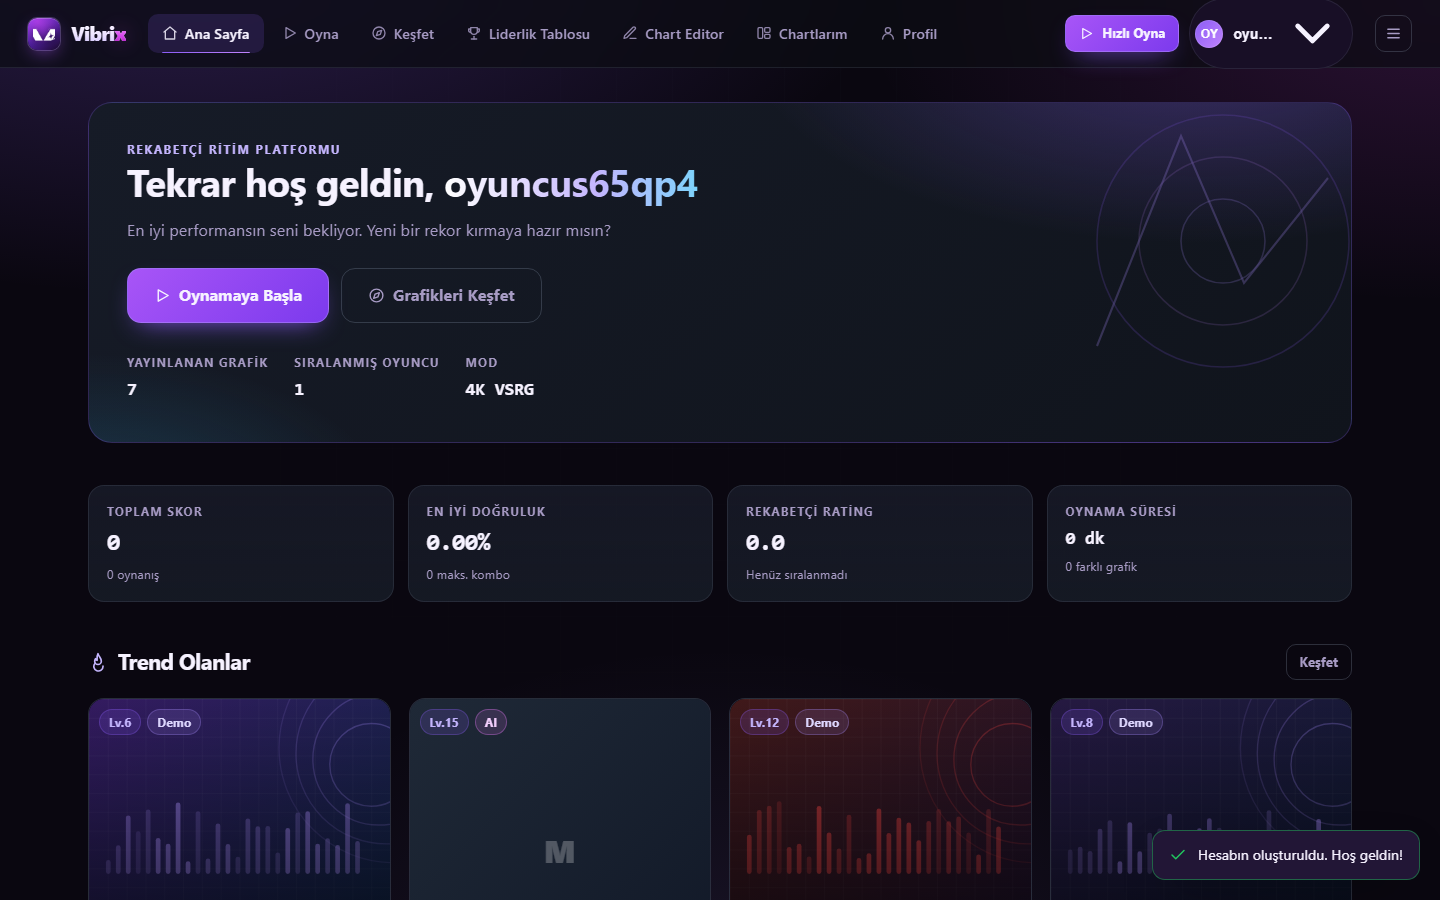 Vibrix
Ana Sayfa
Oyna
Keşfet
Liderlik Tablosu
Chart Editor
Chartlarım
Profil
Hızlı Oyna
OY
oyu...
REKABETÇİ RİTİM PLATFORMU
Tekrar hoş geldin, oyuncus65qp4
En iyi performansın seni bekliyor. Yeni bir rekor kırmaya hazır mısın?
Oynamaya Başla
Grafikleri Keşfet
YAYINLANAN GRAFİK
7
SIRALANMIŞ OYUNCU
1
MOD
4K VSRG
TOPLAM SKOR
0
0 oynanış
EN İYİ DOĞRULUK
0.00%
0 maks. kombo
REKABETÇİ RATİNG
0.0
Henüz sıralanmadı
OYNAMA SÜRESİ
0 dk
0 farklı grafik
Trend Olanlar
Keşfet
Lv.6
Demo
Lv.15
AI
M
Lv.12
Demo
Lv.8
Demo
Hesabın oluşturuldu. Hoş geldin!